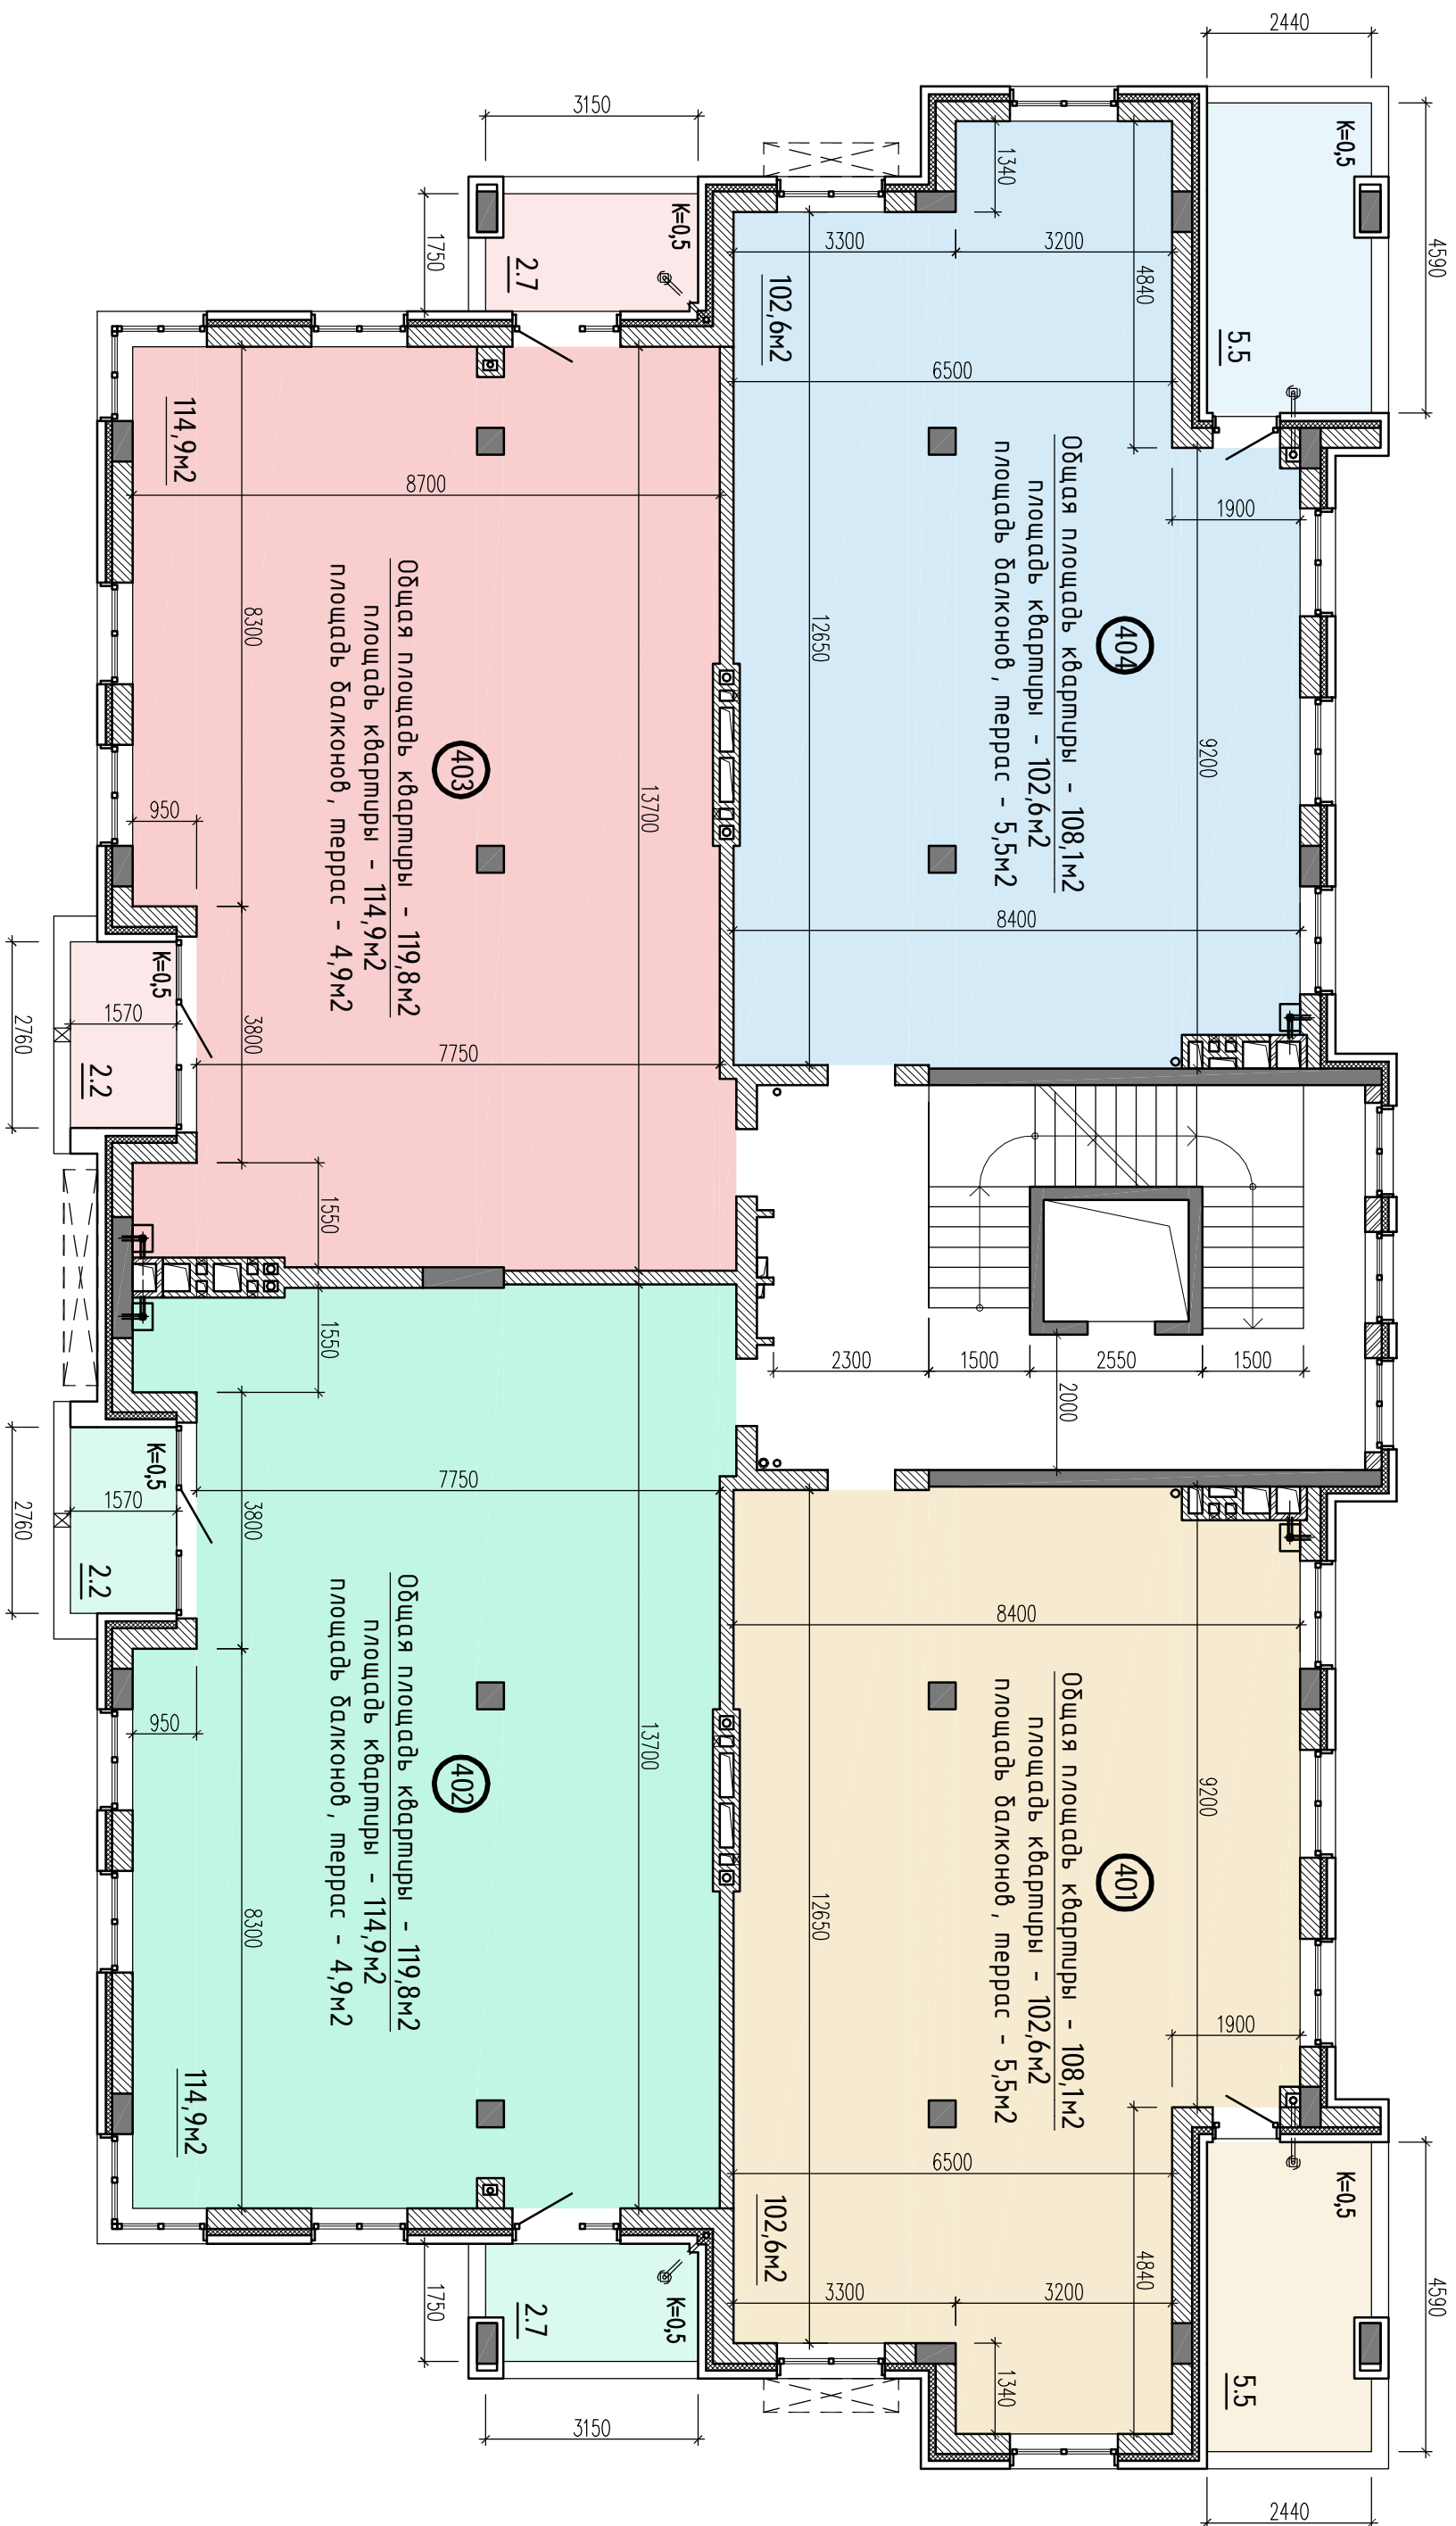 2440
4590
К=0,5
5.5
3150
1750
К=0,5
2.7
1340
3300
3200
4840
102,6м2
6500
1900
404
Общая площадь квартиры - 108,1м2
площадь квартиры - 102,6м2
площадь балконов, террас - 5,5м2
12650
9200
8400
114,9м2
8700
8300
403
Общая площадь квартиры - 119,8м2
площадь квартиры - 114,9м2
площадь балконов, террас - 4,9м2
13700
950
К=0,5
1570
2760
2.2
3800
7750
1550
2300
1500
2550
1500
2000
1550
К=0,5
1570
2760
2.2
3800
7750
950
402
Общая площадь квартиры - 119,8м2
площадь квартиры - 114,9м2
площадь балконов, террас - 4,9м2
13700
8300
114,9м2
8400
401
Общая площадь квартиры - 108,1м2
площадь квартиры - 102,6м2
площадь балконов, террас - 5,5м2
9200
12650
1900
6500
102,6м2
4840
3300
3200
1340
К=0,5
2.7
1750
3150
К=0,5
5.5
4590
2440